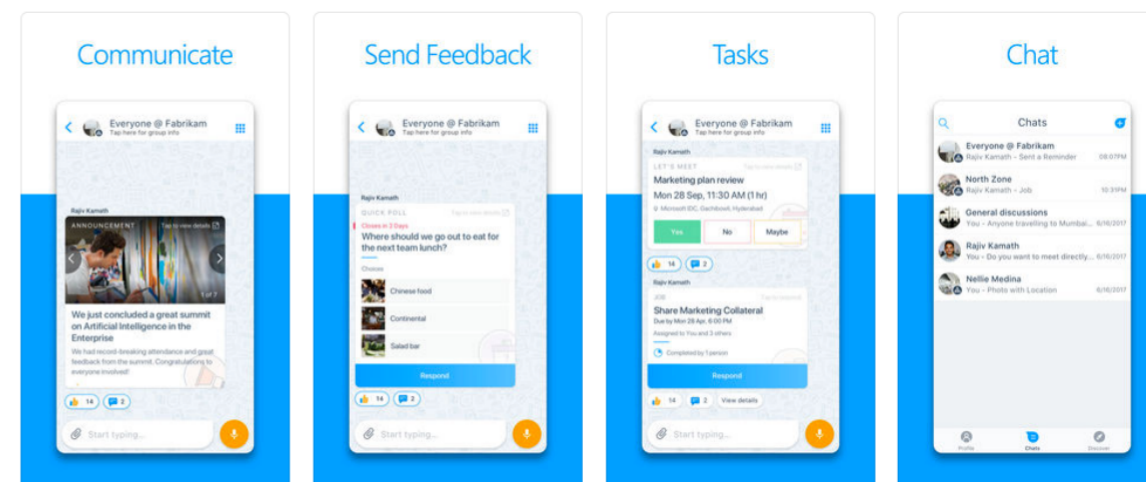 Communicate
Everyone @ Fabrikam
Tap here for group info
Rajiv Kamath
ANNOUNCEMENT
Tap to view details
1 of 7
We just concluded a great summit
on Artificial Intelligence in the
Enterprise
We had record-breaking attendance and great
feedback from the summit. Congratulations to
everyone involved!
14
2
Start typing...
Send Feedback
Everyone @ Fabrikam
Tap here for group info
Rajiv Kamath
QUICK POLL
Tap to view details
Closes in 2 Days
Where should we go out to eat for
the next team lunch?
Choices
Chinese food
Continental
Salad bar
Respond
14
2
Start typing...
Tasks
Everyone @ Fabrikam
Tap here for group info
Rajiv Kamath
LET'S MEET
Tap to view details
Marketing plan review
Mon 28 Sep, 11:30 AM (1 hr)
Microsoft IDC, Gachibowli, Hyderabad
Yes
No
Maybe
14
2
Rajiv Kamath
JOB
Share Marketing Collateral
Due by Mon 28 Apr, 6:00 PM
Assigned to You and 3 others
Completed by 1 person
Respond
14
2
View details
Start typing...
Chat
Chats
Everyone @ Fabrikam
Rajiv Kamath - Sent a Reminder
08:07PM
North Zone
Rajiv Kamath - Job
10:31PM
General discussions
You - Anyone travelling to Mumbai...
6/16/2017
Rajiv Kamath
You - Do you want to meet directly...
6/16/2017
Nellie Medina
You - Photo with Location
6/16/2017
Profile
Chats
Discover